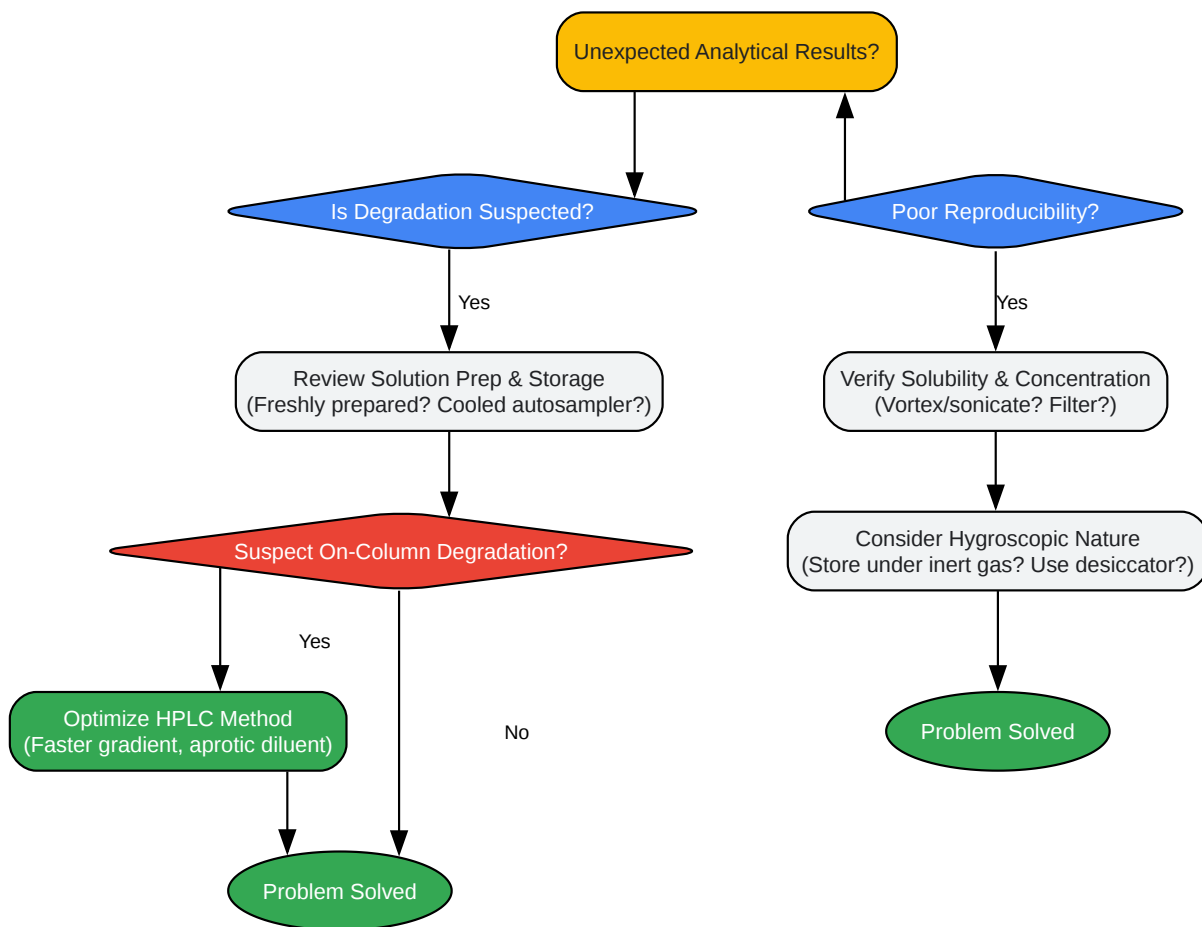 Unexpected Analytical Results?
Is Degradation Suspected?
Poor Reproducibility?
Yes
Yes
Review Solution Prep & Storage
(Freshly prepared? Cooled autosampler?)
Verify Solubility & Concentration
(Vortex/sonicate? Filter?)
Suspect On-Column Degradation?
Consider Hygroscopic Nature
(Store under inert gas? Use desiccator?)
Yes
Optimize HPLC Method
(Faster gradient, aprotic diluent)
No
Problem Solved
Problem Solved